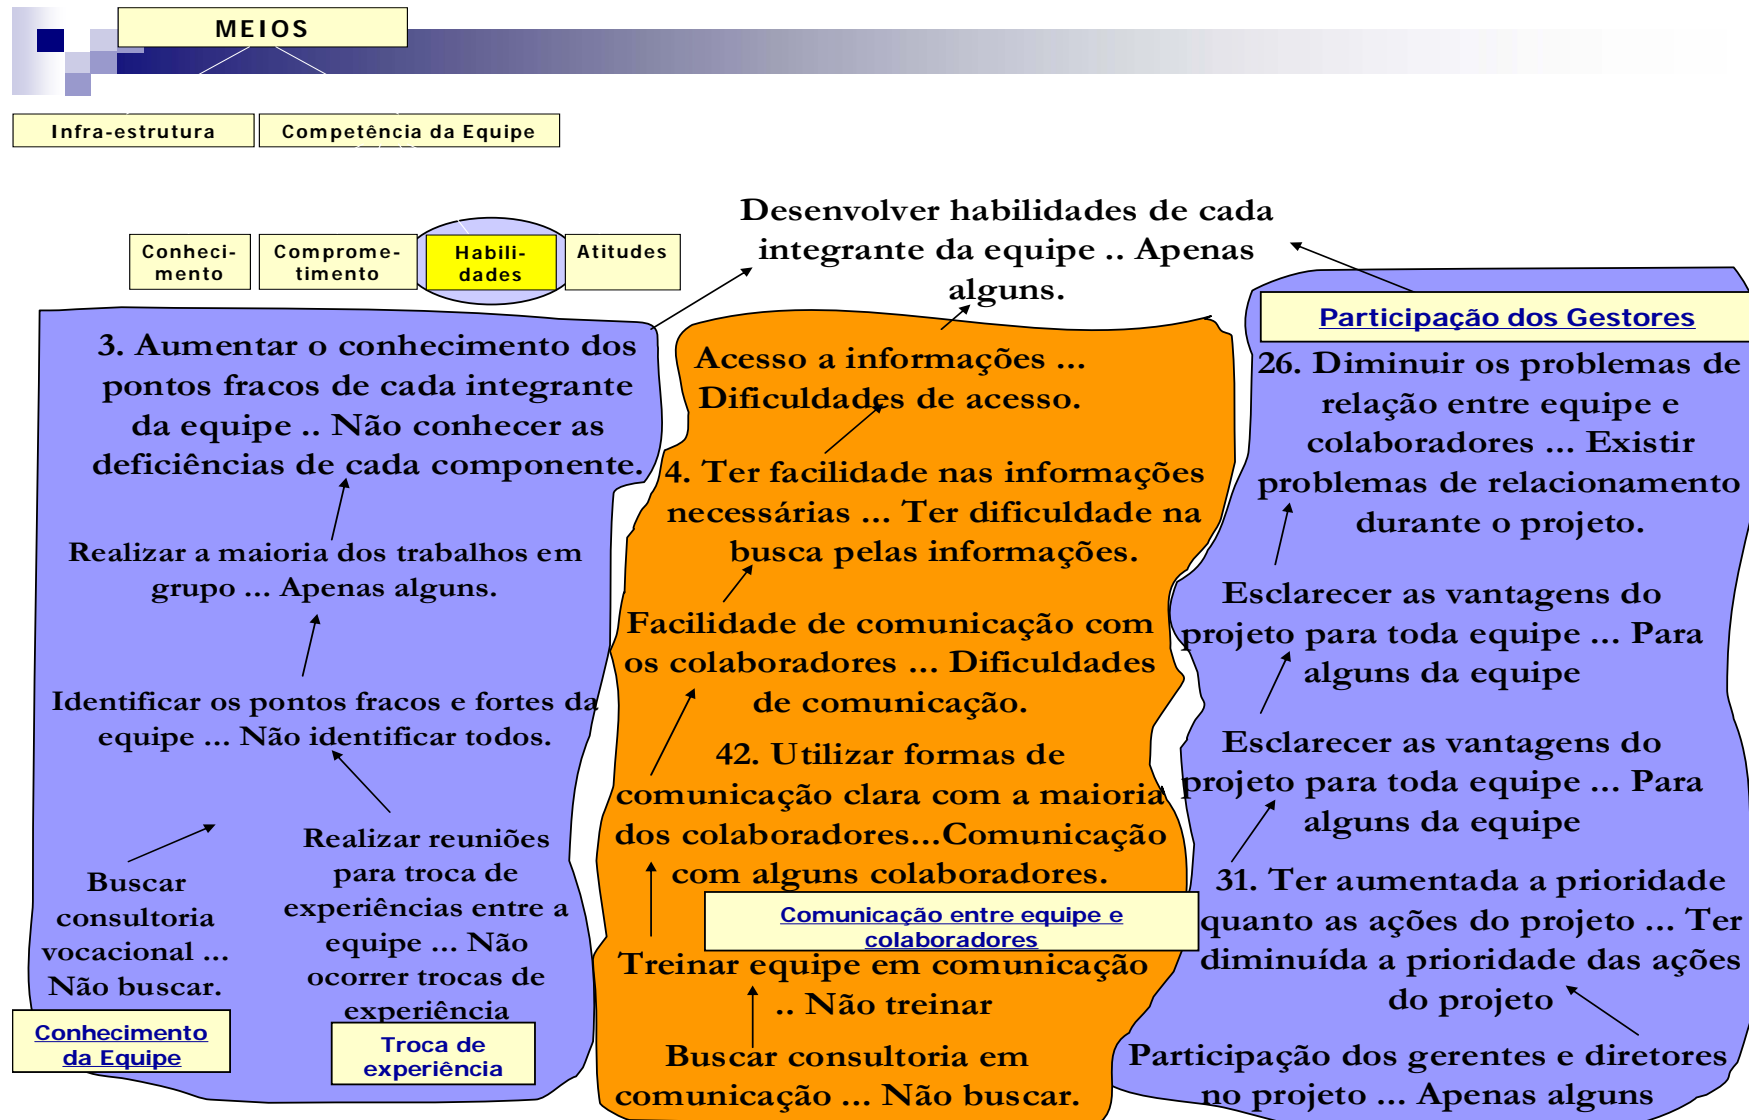 MEIOS
Infra-estrutura
Competência da Equipe
Conheci-
mento
Comprome-
timento
Habili-
dades
Atitudes
Desenvolver habilidades de cada
integrante da equipe .. Apenas
alguns.
3. Aumentar o conhecimento dos
pontos fracos de cada integrante
da equipe .. Não conhecer as
deficiências de cada componente.
Realizar a maioria dos trabalhos em
grupo ... Apenas alguns.
Identificar os pontos fracos e fortes da
equipe ... Não identificar todos.
Buscar
consultoria
vocacional ...
Não buscar.
Realizar reuniões
para troca de
experiências entre a
equipe ... Não
ocorrer trocas de
experiência
Conhecimento
da Equipe
Troca de
experiência
Acesso a informações ...
Dificuldades de acesso.
4. Ter facilidade nas informações
necessárias ... Ter dificuldade na
busca pelas informações.
Facilidade de comunicação com
os colaboradores ... Dificuldades
de comunicação.
42. Utilizar formas de
comunicação clara com a maioria
dos colaboradores...Comunicação
com alguns colaboradores.
Comunicação entre equipe e
colaboradores
Treinar equipe em comunicação
.. Não treinar
Buscar consultoria em
comunicação ... Não buscar.
Participação dos Gestores
26. Diminuir os problemas de
relação entre equipe e
colaboradores ... Existir
problemas de relacionamento
durante o projeto.
Esclarecer as vantagens do
projeto para toda equipe ... Para
alguns da equipe
Esclarecer as vantagens do
projeto para toda equipe ... Para
alguns da equipe
31. Ter aumentada a prioridade
quanto as ações do projeto ... Ter
diminuída a prioridade das ações
do projeto
Participação dos gerentes e diretores
no projeto ... Apenas alguns